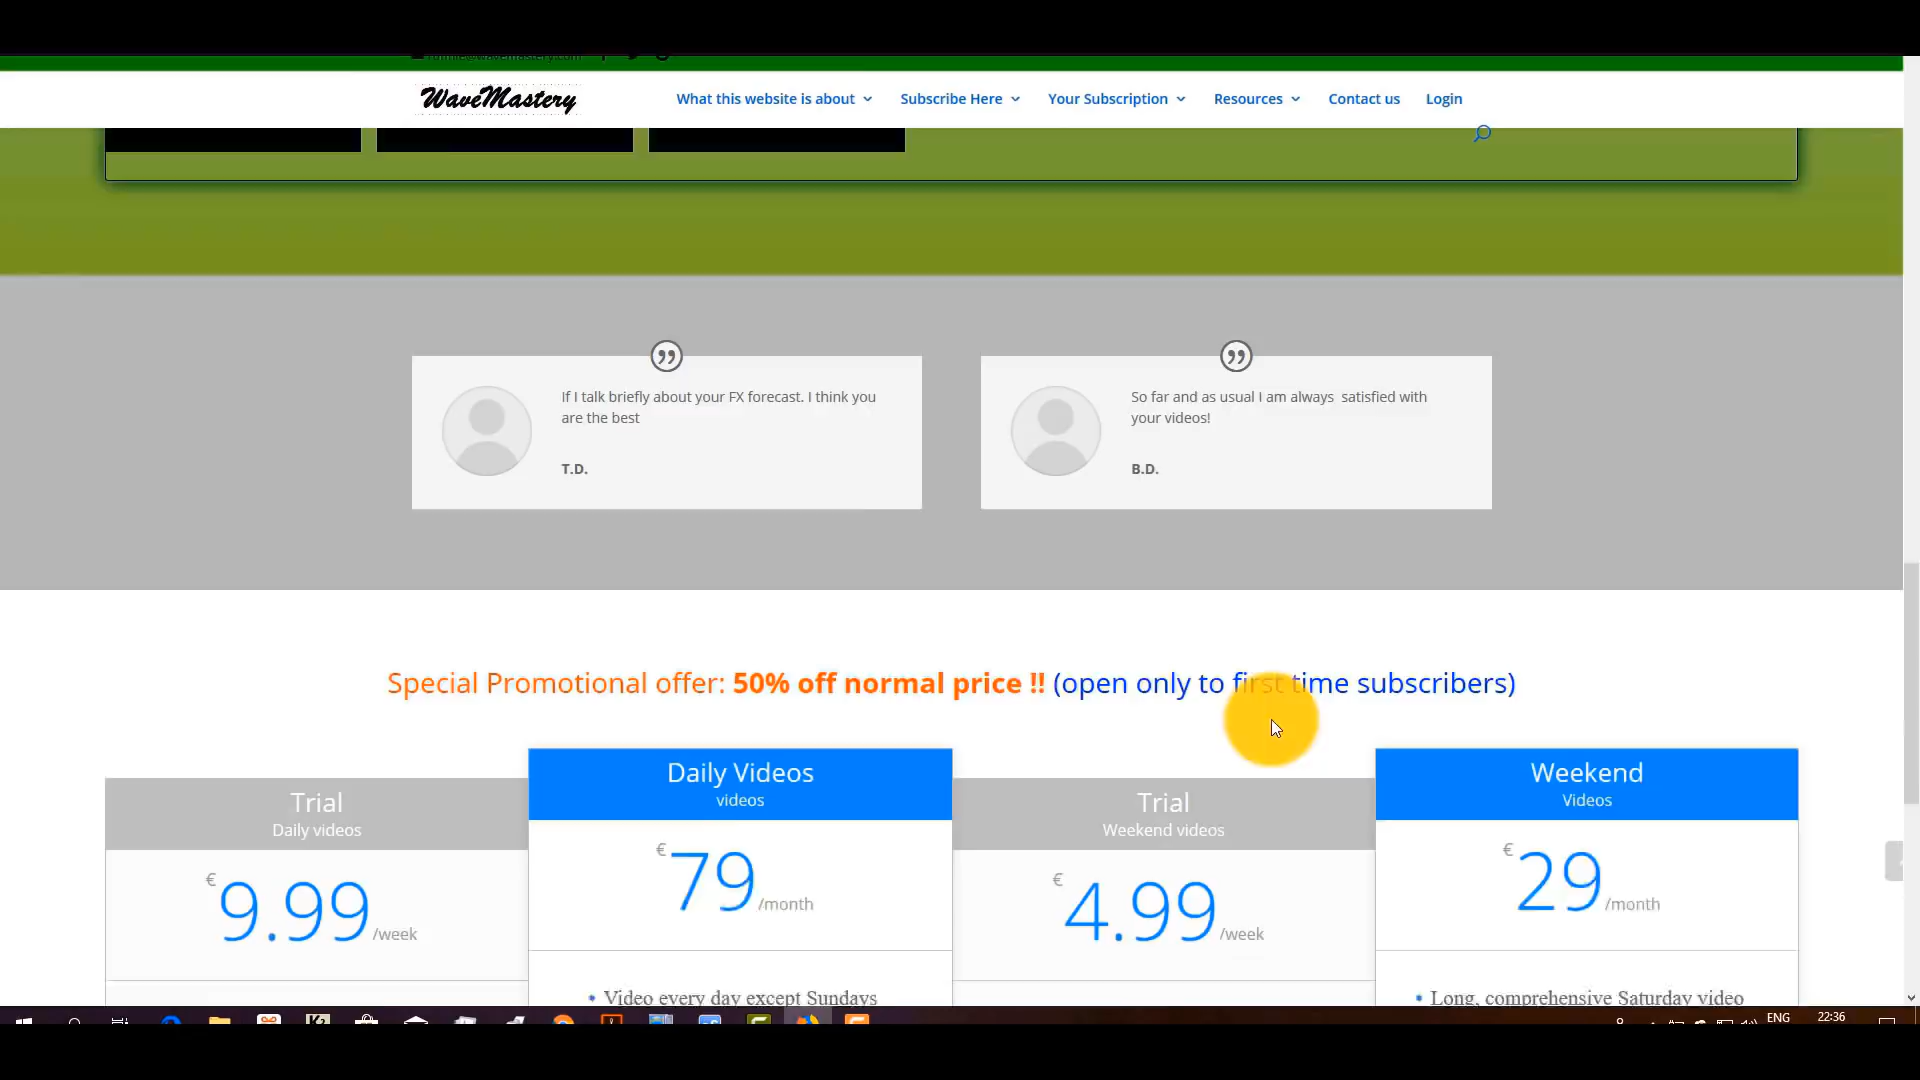 WaveMastery
What this website is about
Subscribe Here
Your Subscription
Resources
Contact us
Login
If I talk briefly about your FX forecast. I think you
are the best
T.D.
So far and as usual I am always satisfied with
your videos!
B.D.
Special Promotional offer: 50% off normal price !! (open only to first time subscribers)
Trial
Daily videos
€
9.99
/week
Daily Videos
videos
€
79
/month
• Video every day except Sundays
Trial
Weekend videos
€
4.99
/week
Weekend
Videos
€
29
/month
• Long, comprehensive Saturday video
ENG
22:36